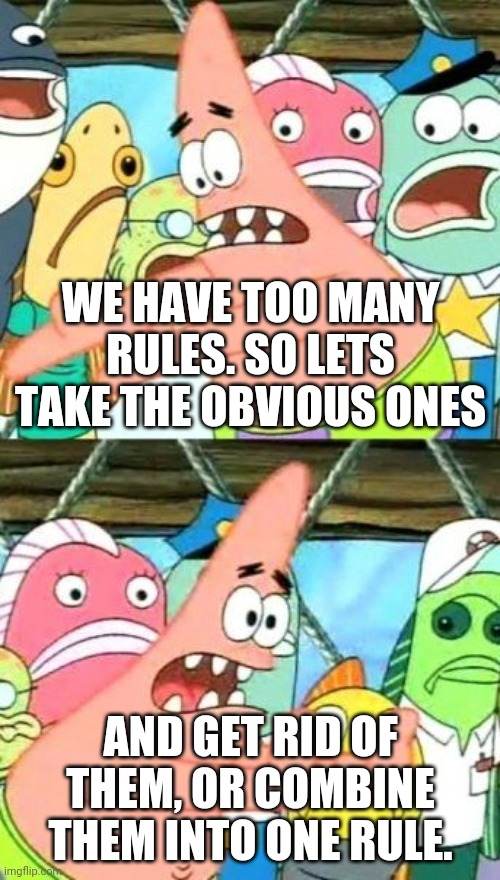 WE HAVE TOO MANY
RULES. SO LETS
TAKE THE OBVIOUS ONES
AND GET RID OF
THEM, OR COMBINE
THEM INTO ONE RULE.
imgflip.com